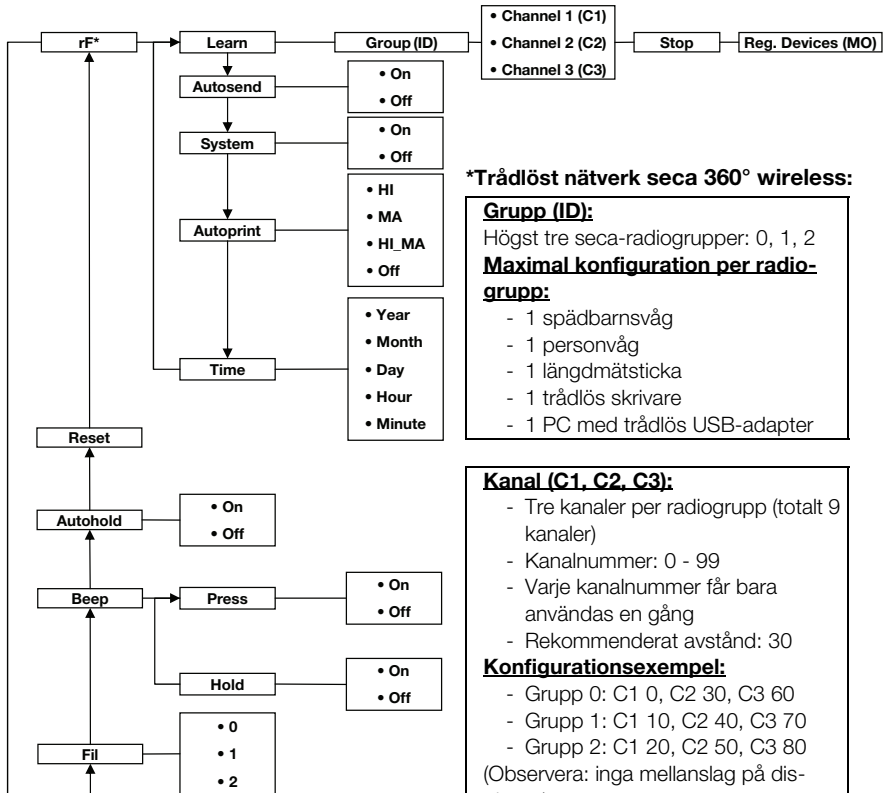 rF*
Learn
Group (ID)
• Channel 1 (C1)
• Channel 2 (C2)
• Channel 3 (C3)
Stop
Reg. Devices (MO)
Autosend
• On
• Off
System
• On
• Off
Autoprint
• HI
• MA
• HI_MA
• Off
Time
• Year
• Month
• Day
• Hour
• Minute
Reset
Autohold
• On
• Off
Beep
Press
• On
• Off
Hold
• On
• Off
Fil
• 0
• 1
• 2
*Trådlöst nätverk seca 360° wireless:
Grupp (ID):
Högst tre seca-radiogrupper: 0, 1, 2
Maximal konfiguration per radio-
grupp:
- 1 spädbarnsvåg
- 1 personvåg
- 1 längdmätsticka
- 1 trådlös skrivare
- 1 PC med trådlös USB-adapter
Kanal (C1, C2, C3):
- Tre kanaler per radiogrupp (totalt 9
kanaler)
- Kanalnummer: 0 - 99
- Varje kanalnummer får bara
användas en gång
- Rekommenderat avstånd: 30
Konfigurationsexempel:
- Grupp 0: C1 0, C2 30, C3 60
- Grupp 1: C1 10, C2 40, C3 70
- Grupp 2: C1 20, C2 50, C3 80
(Observera: inga mellanslag på dis-